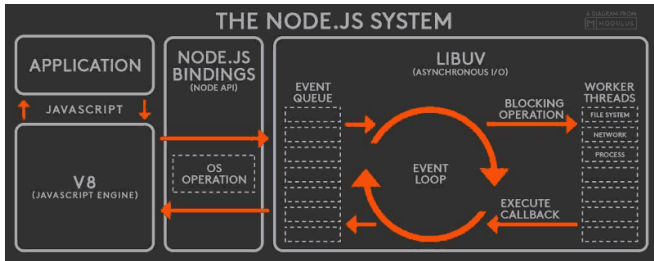 THE NODE.JS SYSTEM
A DIAGRAM FROM
MODULUS
APPLICATION
JAVASCRIPT
V8
(JAVASCRIPT ENGINE)
NODE.JS
BINDINGS
(NODE API)
OS
OPERATION
LIBUV
(ASYNCHRONOUS I/O)
EVENT
QUEUE
EVENT
LOOP
BLOCKING
OPERATION
EXECUTE
CALLBACK
WORKER
THREADS
FILE SYSTEM
NETWORK
PROCESS